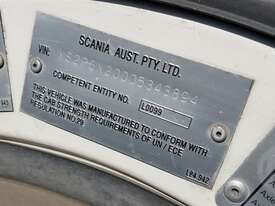 SCANIA AUST. PTY. LTD.
VIN:
COMPETENT ENTITY NO. L0099
THIS VEHICLE WAS MANUFACTURED TO CONFORM WITH
THE CAB STRENGTH REQUIREMENTS OF UN / ECE
REGULATION NO.29